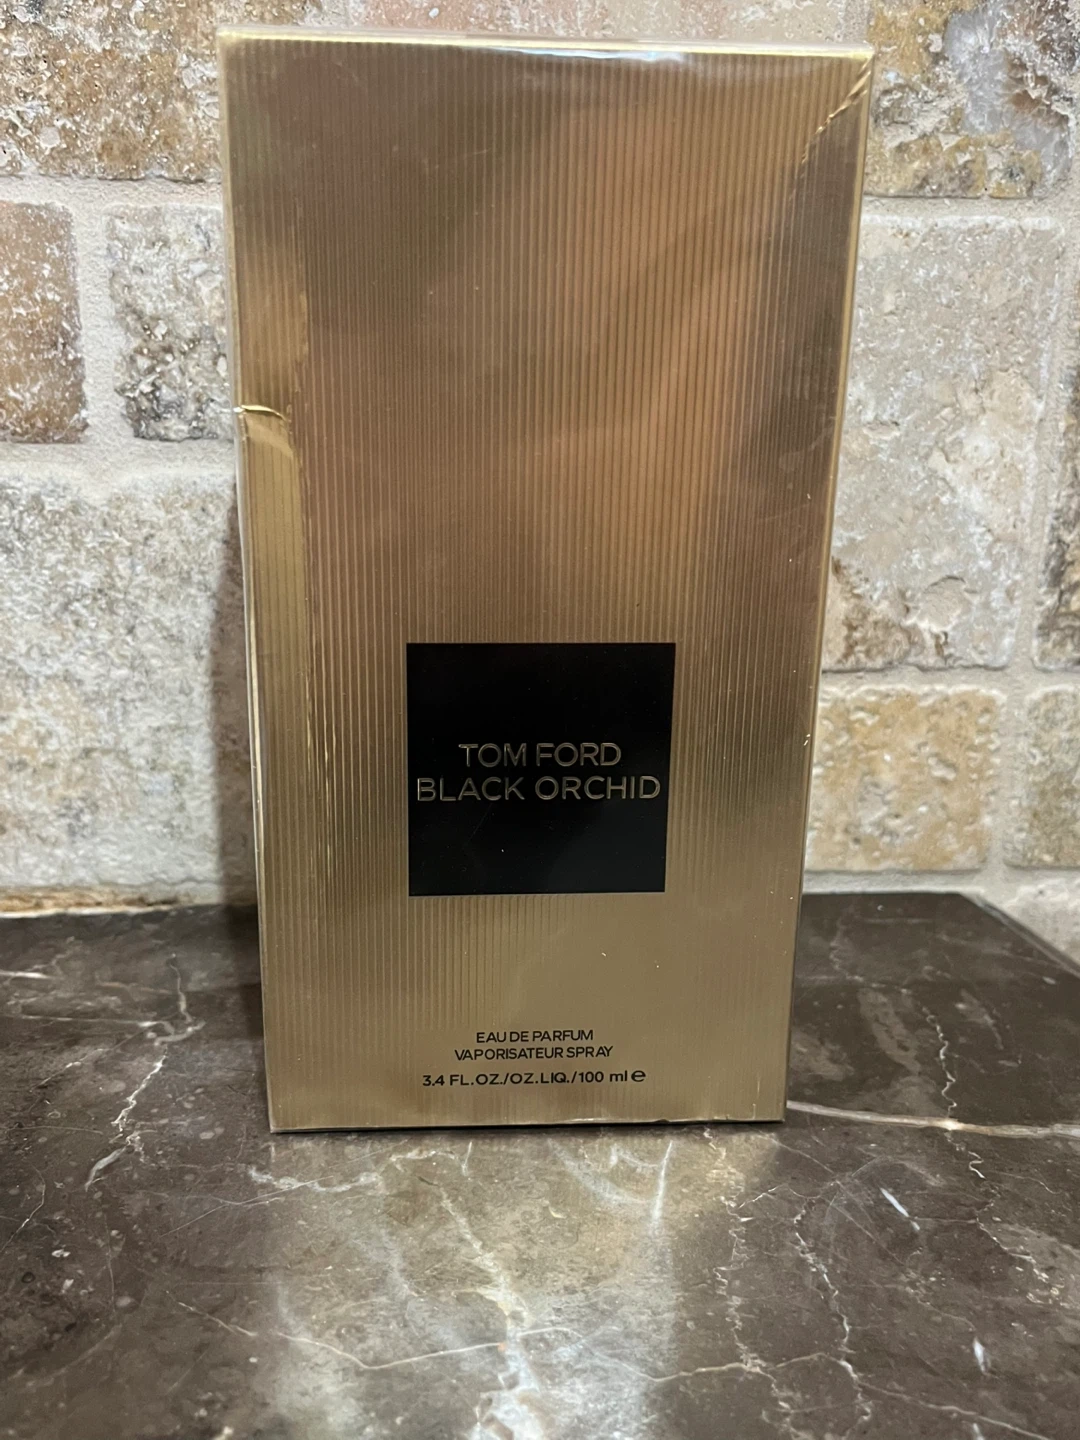 TOM FORD
BLACK ORCHID
EAU DE PARFUM
VAPORISATEUR SPRAY
3.4 FL.OZ./OZ.LIQ./100 ml ℮